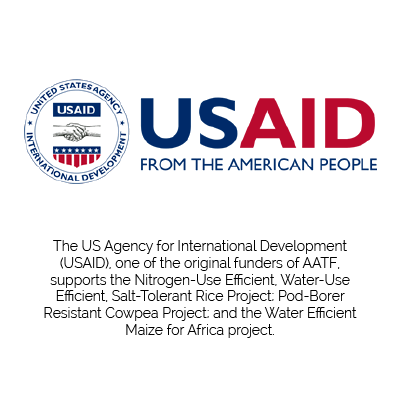 UNITED STATES AGENCY
USAID
INTERNATIONAL DEVELOPMENT
USAID
FROM THE AMERICAN PEOPLE
The US Agency for International Development
(USAID), one of the original funders of AATF,
supports the Nitrogen-Use Efficient, Water-Use
Efficient, Salt-Tolerant Rice Project; Pod-Borer
Resistant Cowpea Project; and the Water Efficient
Maize for Africa project.